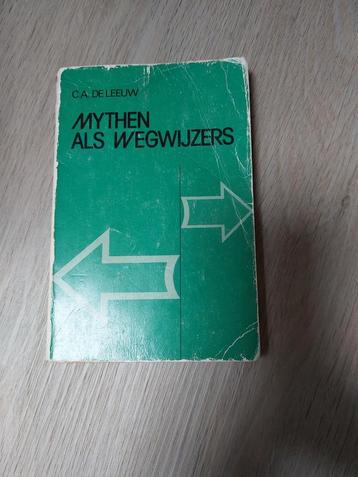 C.A. DE LEEUW
MYTHEN
ALS WEGWIJZERS